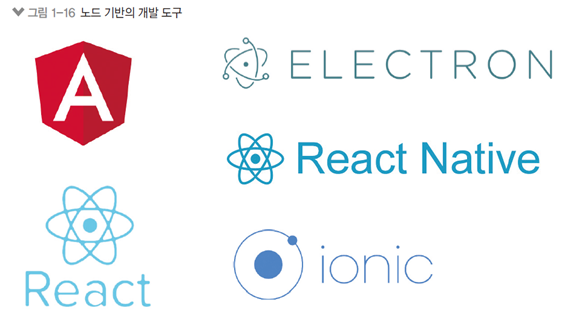 그림 1-16 노드 기반의 개발 도구
A
ELECTRON
React Native
React
ionic